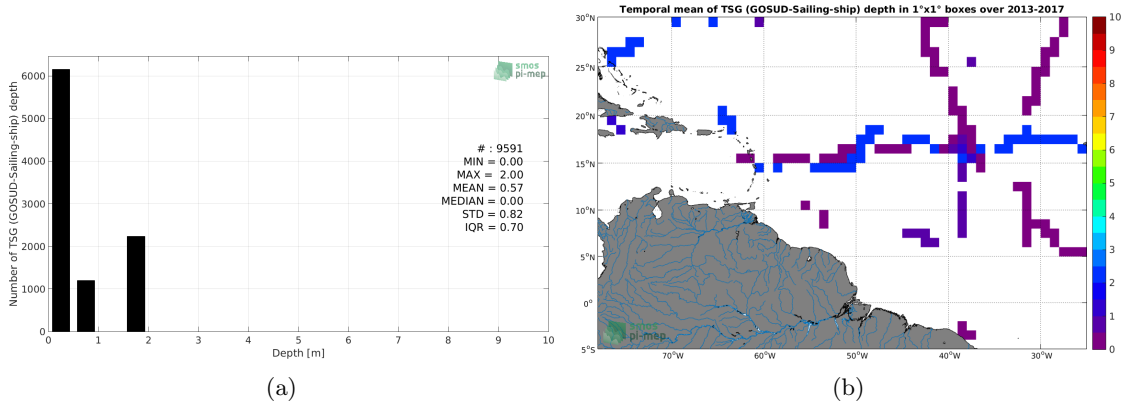 Number of TSG (GOSUD-Sailing-ship) depth
6000
5000
4000
3000
2000
1000
0
0 1 2 3 4 5 6 7 8 9 10
Depth [m]
smos
pi-mep
# : 9591
MIN = 0.00
MAX = 2.00
MEAN = 0.57
MEDIAN = 0.00
STD = 0.82
IQR = 0.70
(a)
Temporal mean of TSG (GOSUD-Sailing-ship) depth in 1°x1° boxes over 2013-2017
30°N
25°N
20°N
15°N
10°N
5°N
0°
5°S
70°W 60°W 50°W 40°W 30°W
smos
pi-mep
10
9
8
7
6
5
4
3
2
1
0
(b)